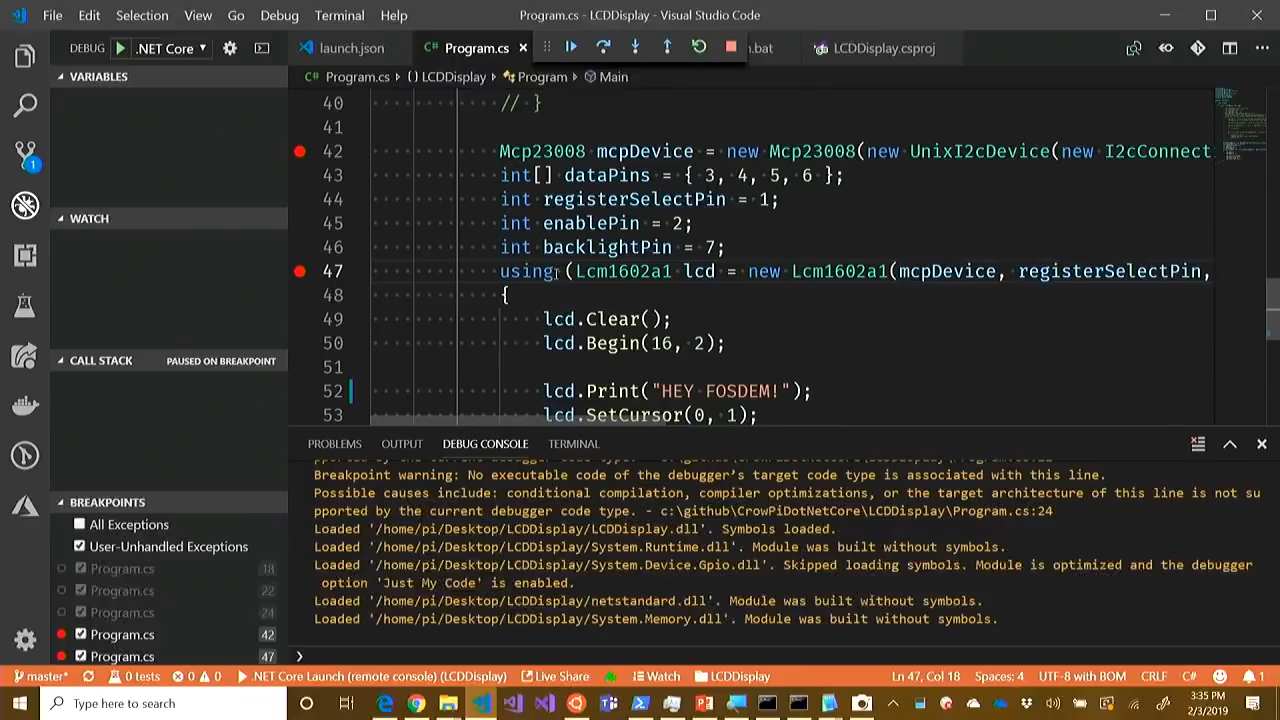 File Edit Selection View Go Debug Terminal Help Program.cs - LCDDisplay - Visual Studio Code
DEBUG .NET Core launch.json C# Program.cs × .bat LCDDisplay.csproj
VARIABLES
C# Program.cs › { } LCDDisplay › Program › Main
40 // }
41
42 Mcp23008 mcpDevice = new Mcp23008(new UnixI2cDevice(new I2cConnect
43 int[] dataPins = { 3, 4, 5, 6 };
44 int registerSelectPin = 1;
45 int enablePin = 2;
46 int backlightPin = 7;
47 using (Lcm1602a1 lcd = new Lcm1602a1(mcpDevice, registerSelectPin,
48 {
49 lcd.Clear();
50 lcd.Begin(16, 2);
51
52 lcd.Print("HEY FOSDEM!");
53 lcd.SetCursor(0, 1);
WATCH
CALL STACK PAUSED ON BREAKPOINT
BREAKPOINTS
All Exceptions
User-Unhandled Exceptions
Program.cs 18
Program.cs 22
Program.cs 24
Program.cs 42
Program.cs 47
PROBLEMS OUTPUT DEBUG CONSOLE TERMINAL
Breakpoint warning: No executable code of the debugger's target code type is associated with this line.
Possible causes include: conditional compilation, compiler optimizations, or the target architecture of this line is not su
pported by the current debugger code type. - c:\github\CrowPiDotNetCore\LCDDisplay\Program.cs:24
Loaded '/home/pi/Desktop/LCDDisplay/LCDDisplay.dll'. Symbols loaded.
Loaded '/home/pi/Desktop/LCDDisplay/System.Runtime.dll'. Module was built without symbols.
Loaded '/home/pi/Desktop/LCDDisplay/System.Device.Gpio.dll'. Skipped loading symbols. Module is optimized and the debugger
option 'Just My Code' is enabled.
Loaded '/home/pi/Desktop/LCDDisplay/netstandard.dll'. Module was built without symbols.
Loaded '/home/pi/Desktop/LCDDisplay/System.Memory.dll'. Module was built without symbols.
master* 0 tests 0 0 .NET Core Launch (remote console) (LCDDisplay) Live Share Watch LCDDisplay Ln 47, Col 18 Spaces: 4 UTF-8 with BOM CRLF C# 1
Type here to search 3:35 PM
2/3/2019